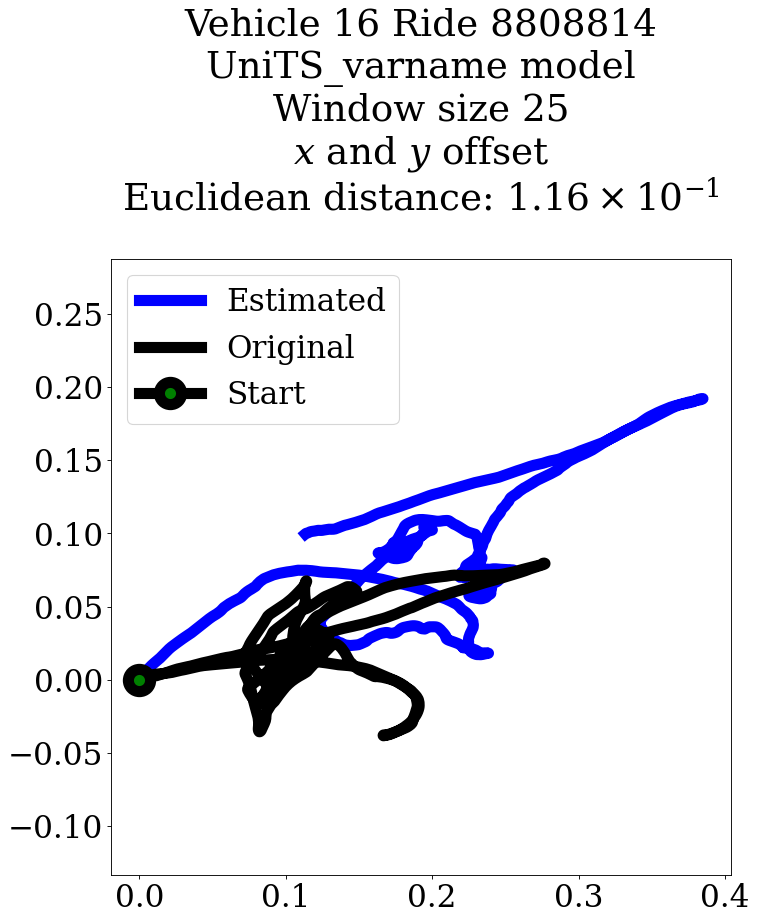 Vehicle 16 Ride 8808814
UniTS_varname model
Window size 25
x and y offset
Euclidean distance: 1.16 × 10⁻¹
Estimated
Original
Start
0.25
0.20
0.15
0.10
0.05
0.00
−0.05
−0.10
0.0 0.1 0.2 0.3 0.4